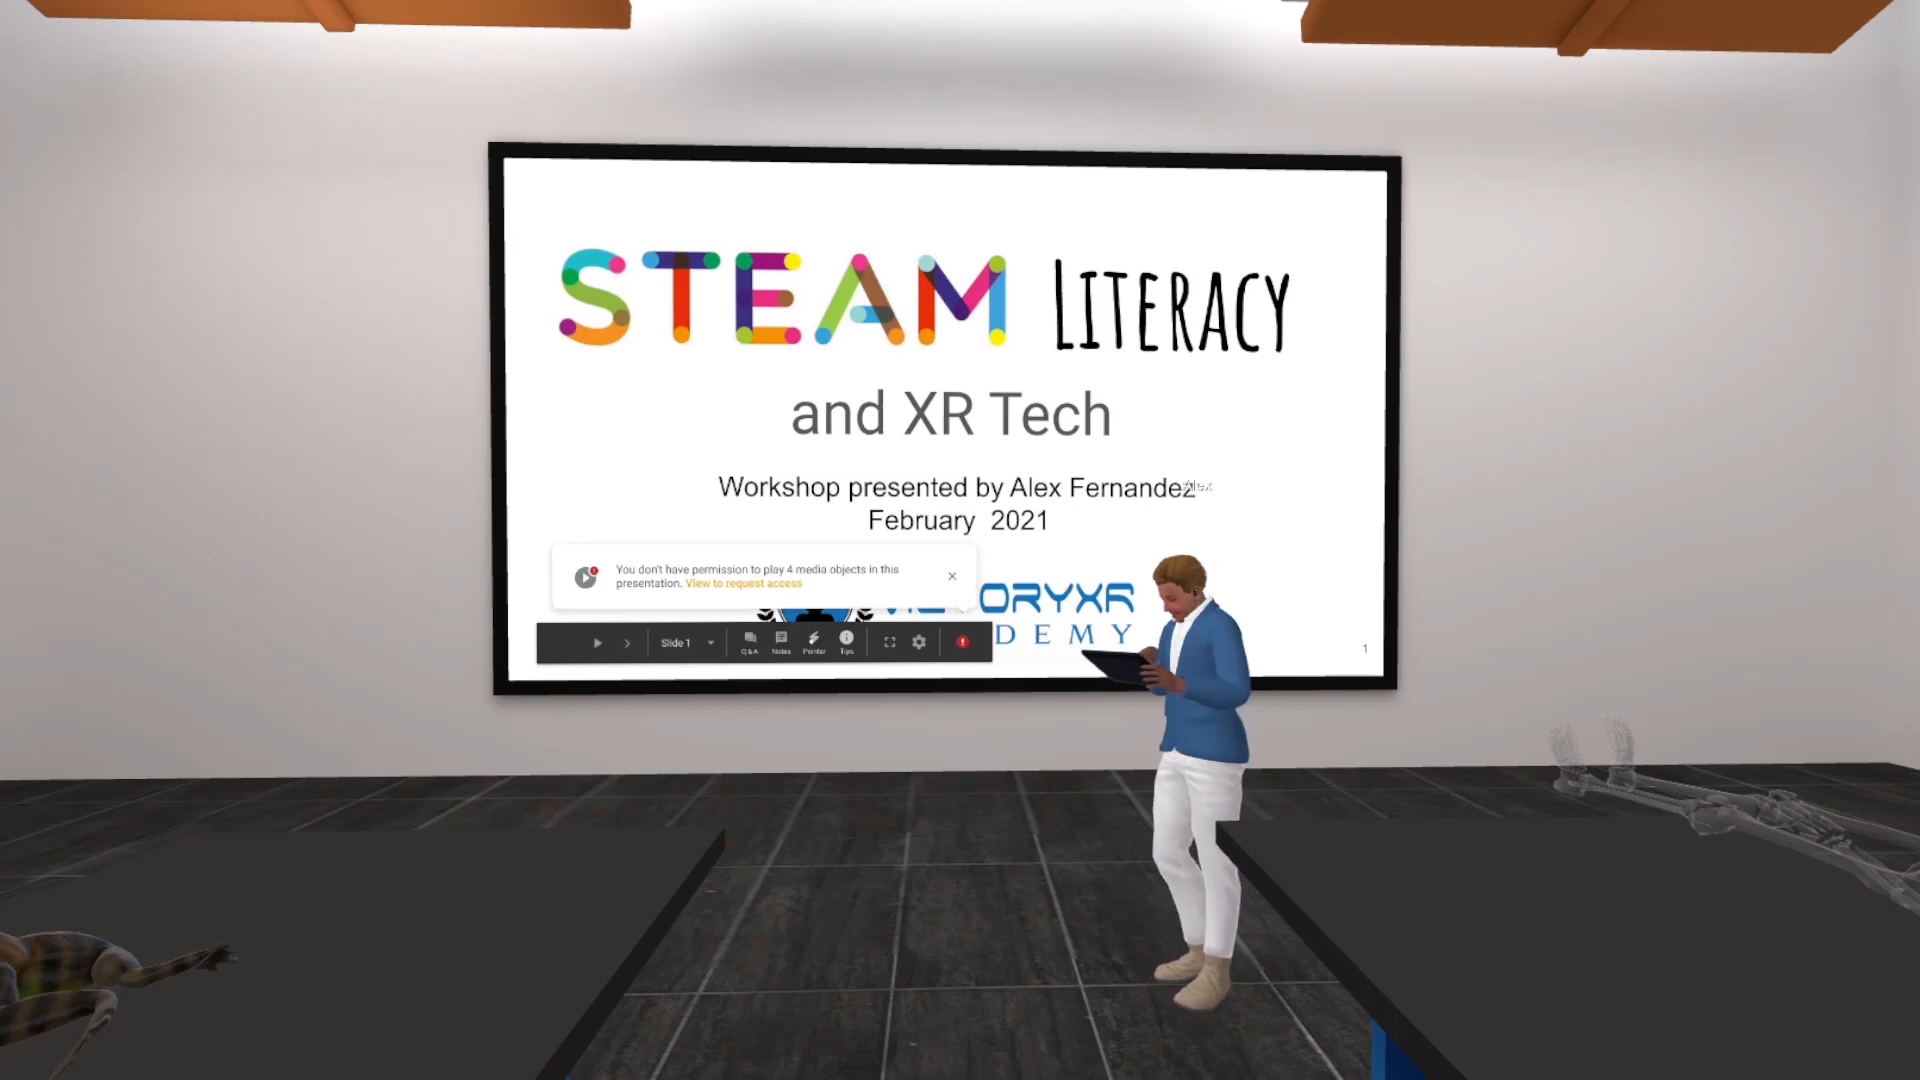 STEAM LITERACY
and XR Tech
Workshop presented by Alex Fernandez
Alex
February 2021
You don't have permission to play 4 media objects in this
presentation. View to request access
ORYXR
DEMY
Slide 1
Q&A Notes Pointer Tips
1